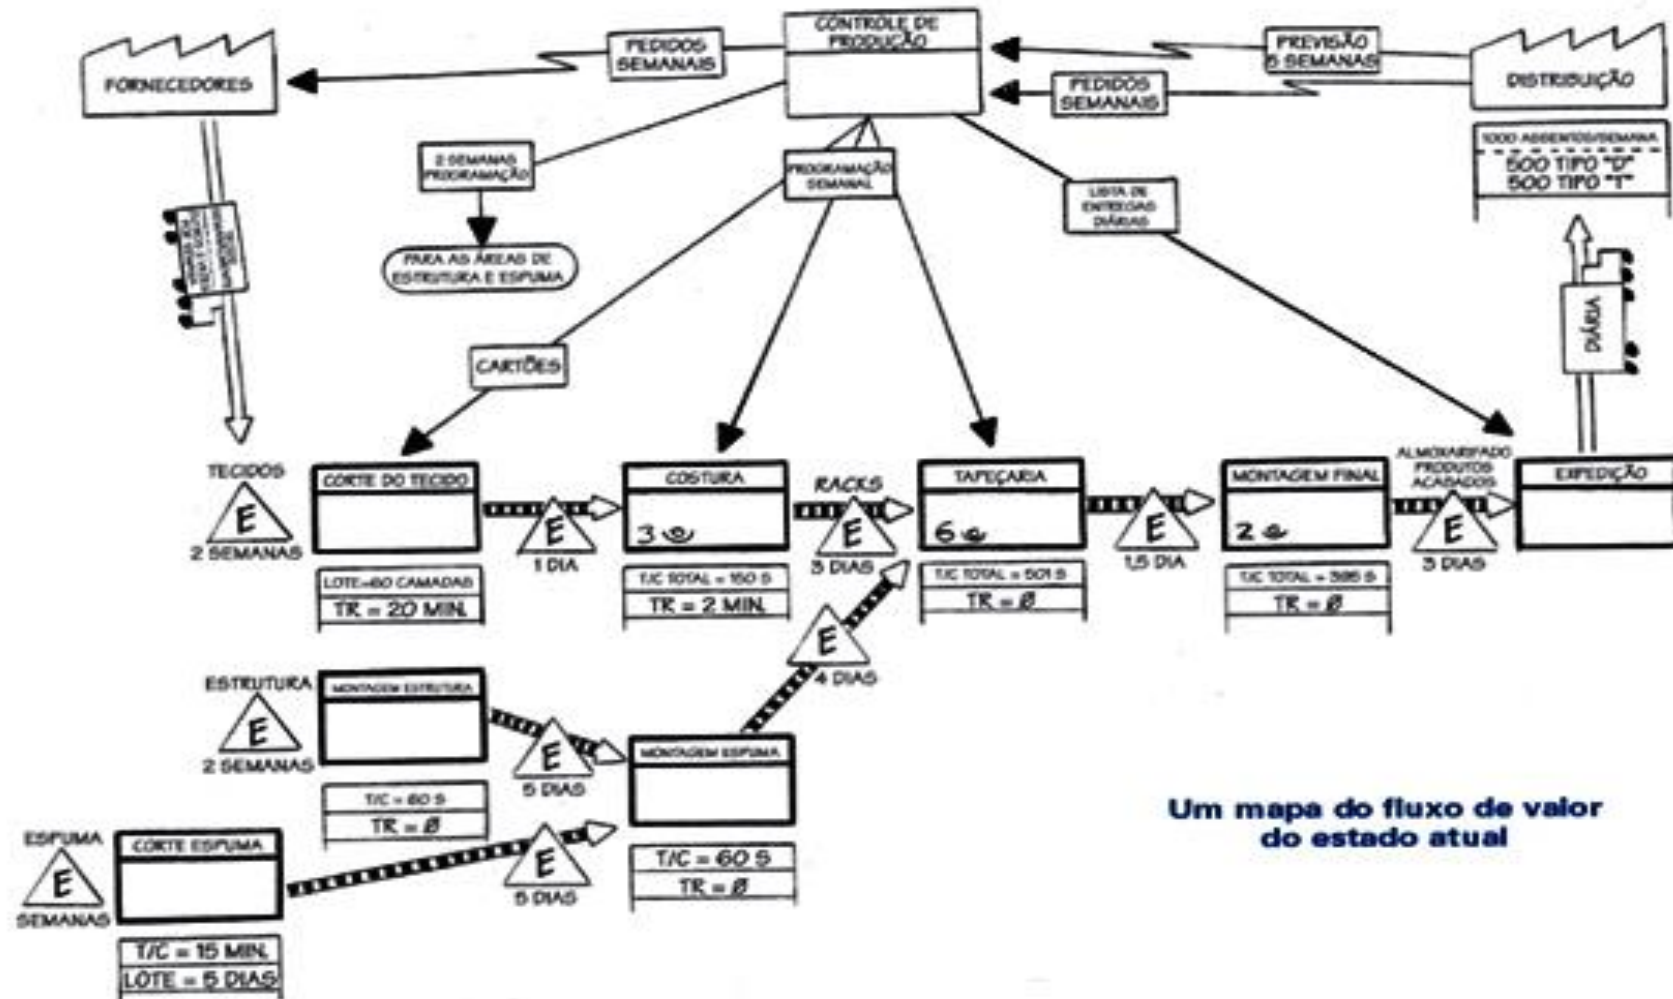 FORNECEDORES
PEDIDOS
SEMANAIS
CONTRÔLE DE
PRODUÇÃO
PREVISÃO
5 SEMANAS
PEDIDOS
SEMANAIS
DISTRIBUIÇÃO
1000 ASSENTOS/SEMANA
500 TIPO "D"
500 TIPO "T"
2 SEMANAS
PROGRAMAÇÃO
PARA AS ÁREAS DE
ESTRUTURA E ESPUMA
PROGRAMAÇÃO
SEMANAL
LISTA DE
ENTREGAS
DIÁRIAS
DIÁRIA
CARTÕES
TECIDOS
E
2 SEMANAS
CORTE DO TECIDO
LOTE=60 CAMADAS
TR = 20 MIN.
E
1 DIA
COSTURA
3
T/C TOTAL = 150 S
TR = 2 MIN.
RACKS
E
3 DIAS
TAPEÇARIA
6
T/C TOTAL = 501 S
TR = Ø
E
1,5 DIA
MONTAGEM FINAL
2
T/C TOTAL = 385 S
TR = Ø
ALMOXARIFADO
PRODUTOS
ACABADOS
E
3 DIAS
EXPEDIÇÃO
E
4 DIAS
ESTRUTURA
E
2 SEMANAS
MONTAGEM ESTRUTURA
T/C = 60 S
TR = Ø
E
5 DIAS
MONTAGEM ESPUMA
T/C = 60 S
TR = Ø
ESPUMA
E
SEMANAS
CORTE ESPUMA
T/C = 15 MIN.
LOTE = 5 DIAS
E
5 DIAS
Um mapa do fluxo de valor
do estado atual